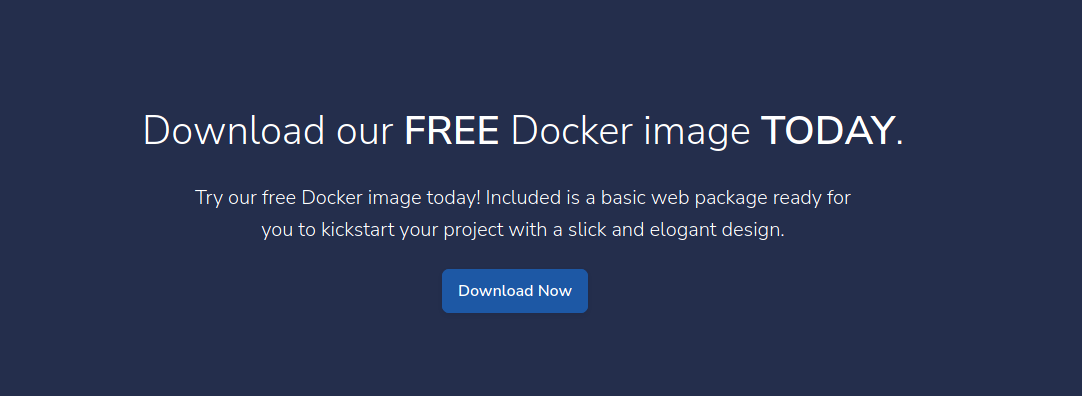 Download our FREE Docker image TODAY.
Try our free Docker image today! Included is a basic web package ready for
you to kickstart your project with a slick and elogant design.
Download Now